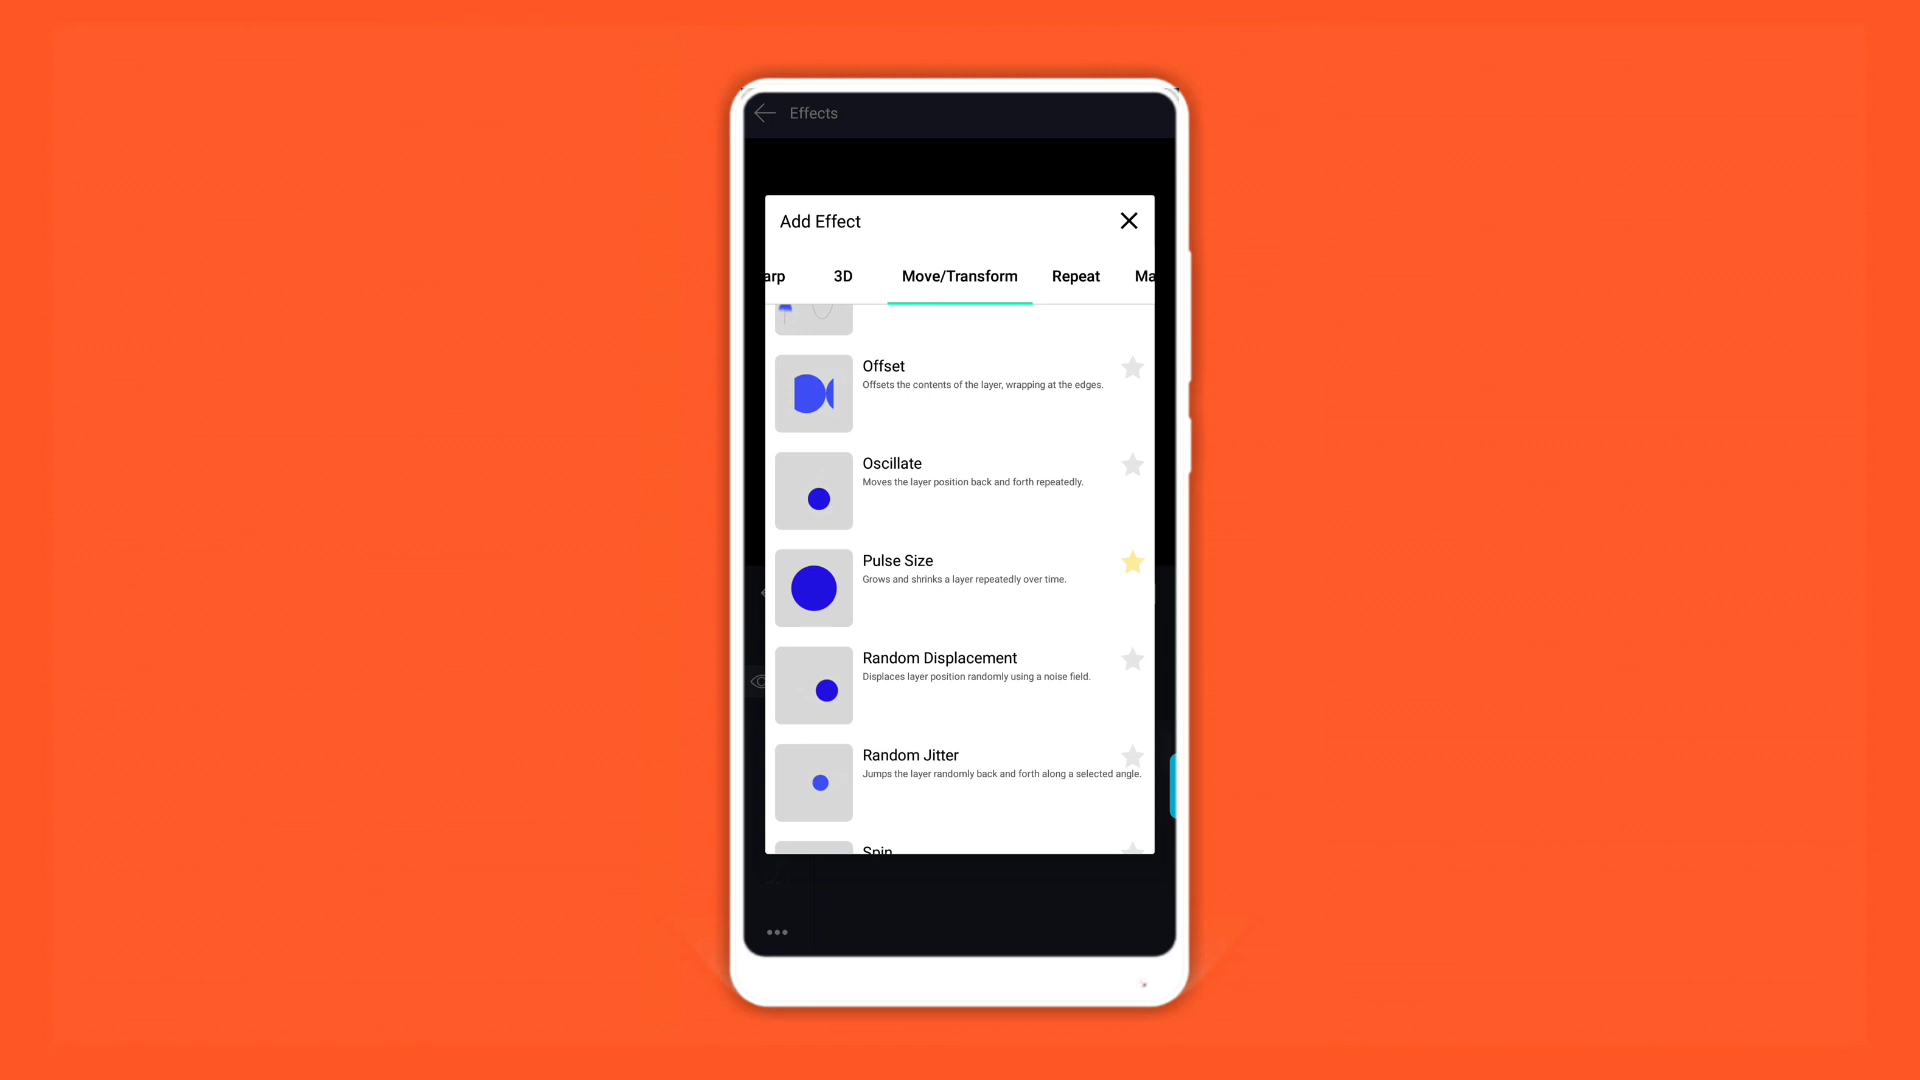 Effects
Add Effect
arp 3D Move/Transform Repeat Ma
Offset
Offsets the contents of the layer, wrapping at the edges.
Oscillate
Moves the layer position back and forth repeatedly.
Pulse Size
Grows and shrinks a layer repeatedly over time.
Random Displacement
Displaces layer position randomly using a noise field.
Random Jitter
Jumps the layer randomly back and forth along a selected angle.
Spin